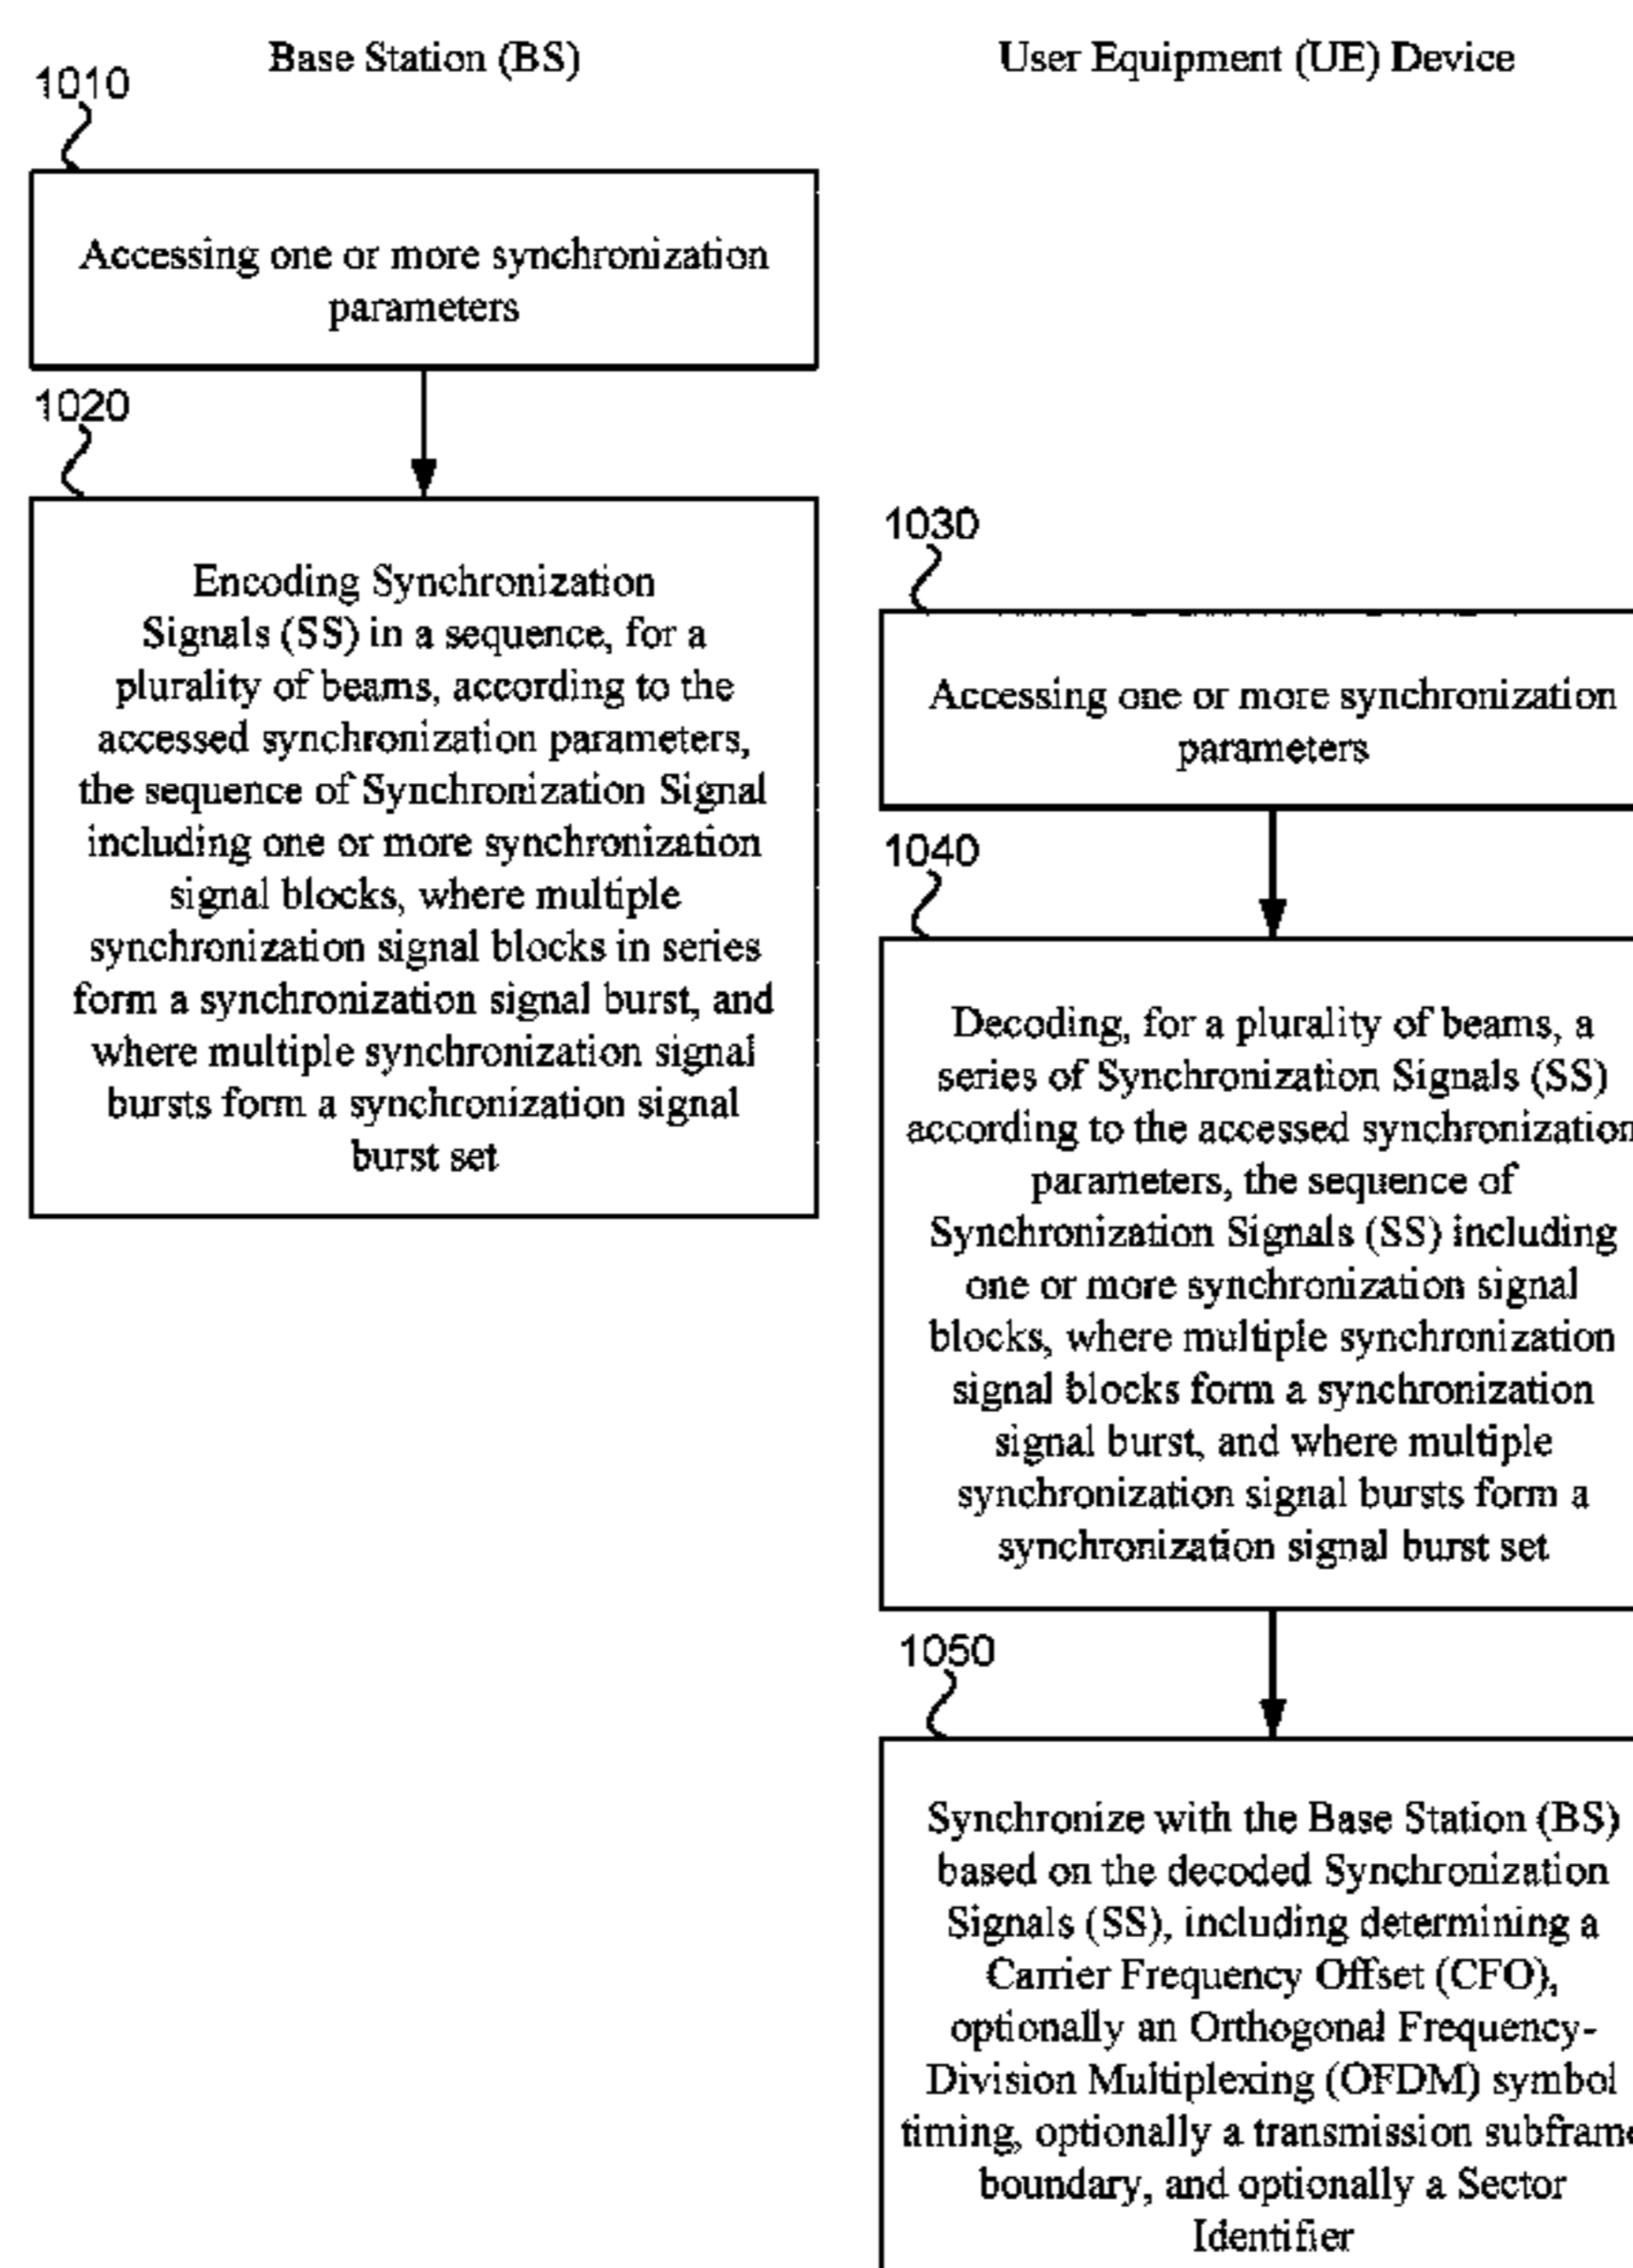 Base Station (BS)
1010
Accessing one or more synchronization
parameters
1020
Encoding Synchronization
Signals (SS) in a sequence, for a
plurality of beams, according to the
accessed synchronization parameters,
the sequence of Synchronization Signal
including one or more synchronization
signal blocks, where multiple
synchronization signal blocks in series
form a synchronization signal burst, and
where multiple synchronization signal
bursts form a synchronization signal
burst set
User Equipment (UE) Device
1030
Accessing one or more synchronization
parameters
1040
Decoding, for a plurality of beams, a
series of Synchronization Signals (SS)
according to the accessed synchronization
parameters, the sequence of
Synchronization Signals (SS) including
one or more synchronization signal
blocks, where multiple synchronization
signal blocks form a synchronization
signal burst, and where multiple
synchronization signal bursts form a
synchronization signal burst set
1050
Synchronize with the Base Station (BS)
based on the decoded Synchronization
Signals (SS), including determining a
Carrier Frequency Offset (CFO),
optionally an Orthogonal Frequency-
Division Multiplexing (OFDM) symbol
timing, optionally a transmission subframe
boundary, and optionally a Sector
Identifier